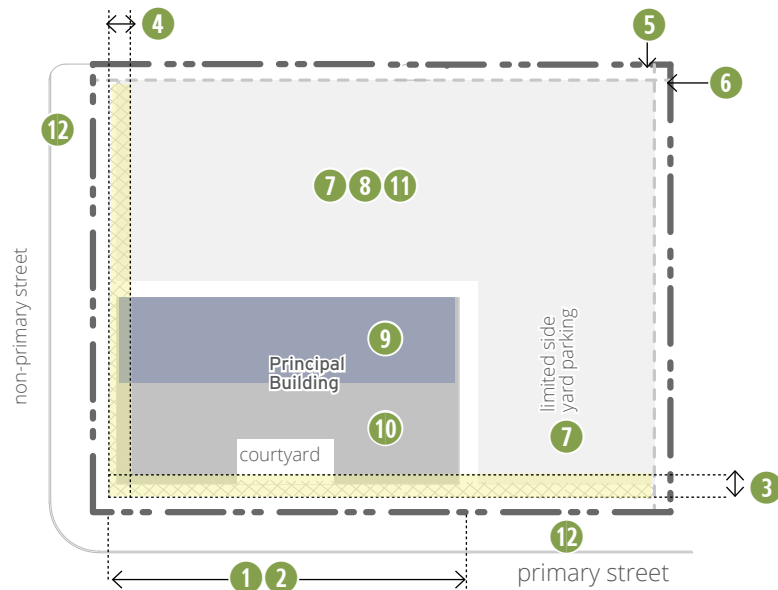 4
5
6
12
7 8 11
non-primary street
9
Principal
Building
limited side
yard parking
10
7
courtyard
3
12
1 2
primary street